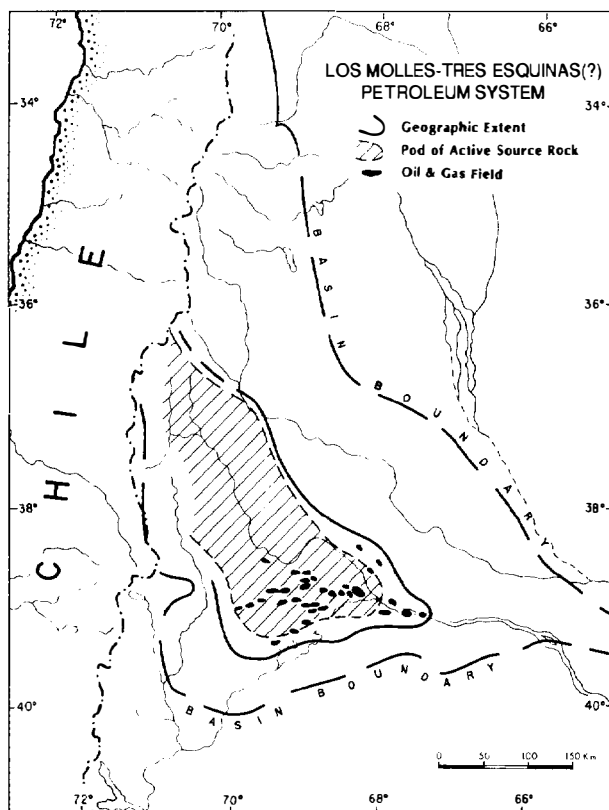 72°
70°
68°
66°
LOS MOLLES-TRES ESQUINAS(?)
PETROLEUM SYSTEM
Geographic Extent
Pod of Active Source Rock
Oil & Gas Field
34°
34°
BASIN BOUNDARY
36°
36°
CHILE
38°
38°
40°
40°
BASIN BOUNDARY
0 50 100 150 Km
72°
70°
68°
66°